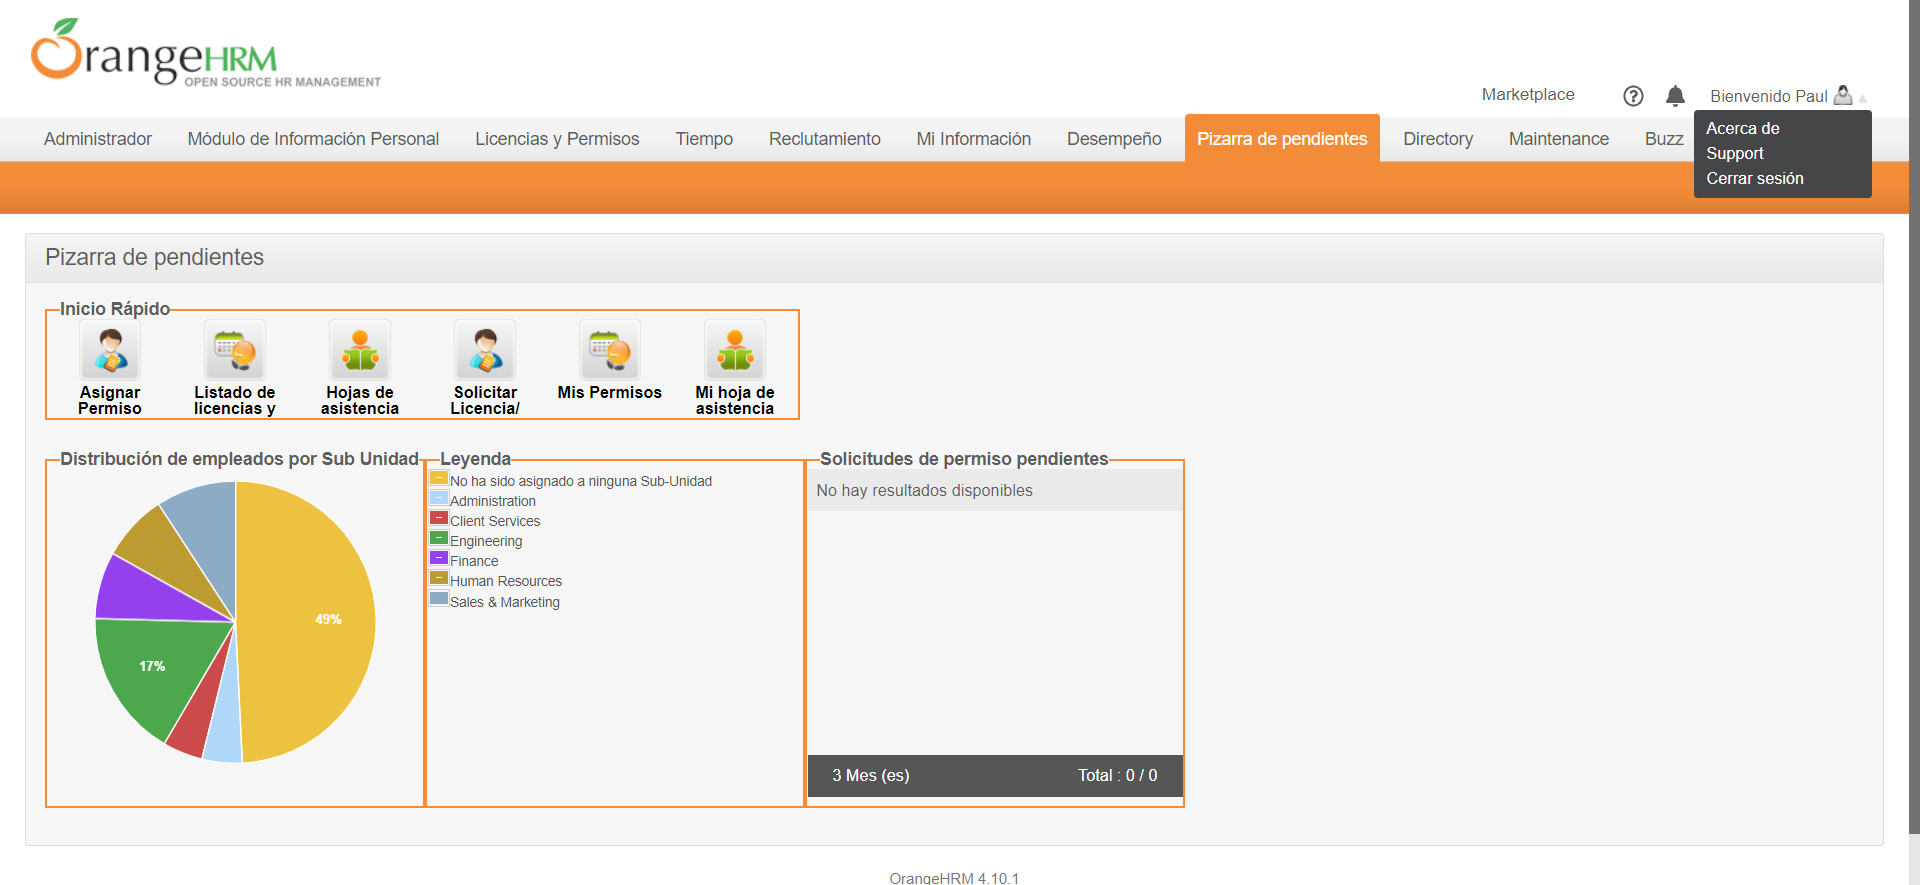 OrangeHRM
OPEN SOURCE HR MANAGEMENT
Marketplace
?
Bienvenido Paul
Administrador
Módulo de Información Personal
Licencias y Permisos
Tiempo
Reclutamiento
Mi Información
Desempeño
Pizarra de pendientes
Directory
Maintenance
Buzz
Acerca de
Support
Cerrar sesión
Pizarra de pendientes
Inicio Rápido
Asignar
Permiso
Listado de
licencias y
Hojas de
asistencia
Solicitar
Licencia/
Mis Permisos
Mi hoja de
asistencia
Distribución de empleados por Sub Unidad
49%
17%
Leyenda
No ha sido asignado a ninguna Sub-Unidad
Administration
Client Services
Engineering
Finance
Human Resources
Sales & Marketing
Solicitudes de permiso pendientes
No hay resultados disponibles
3 Mes (es)
Total : 0 / 0
OrangeHRM 4.10.1